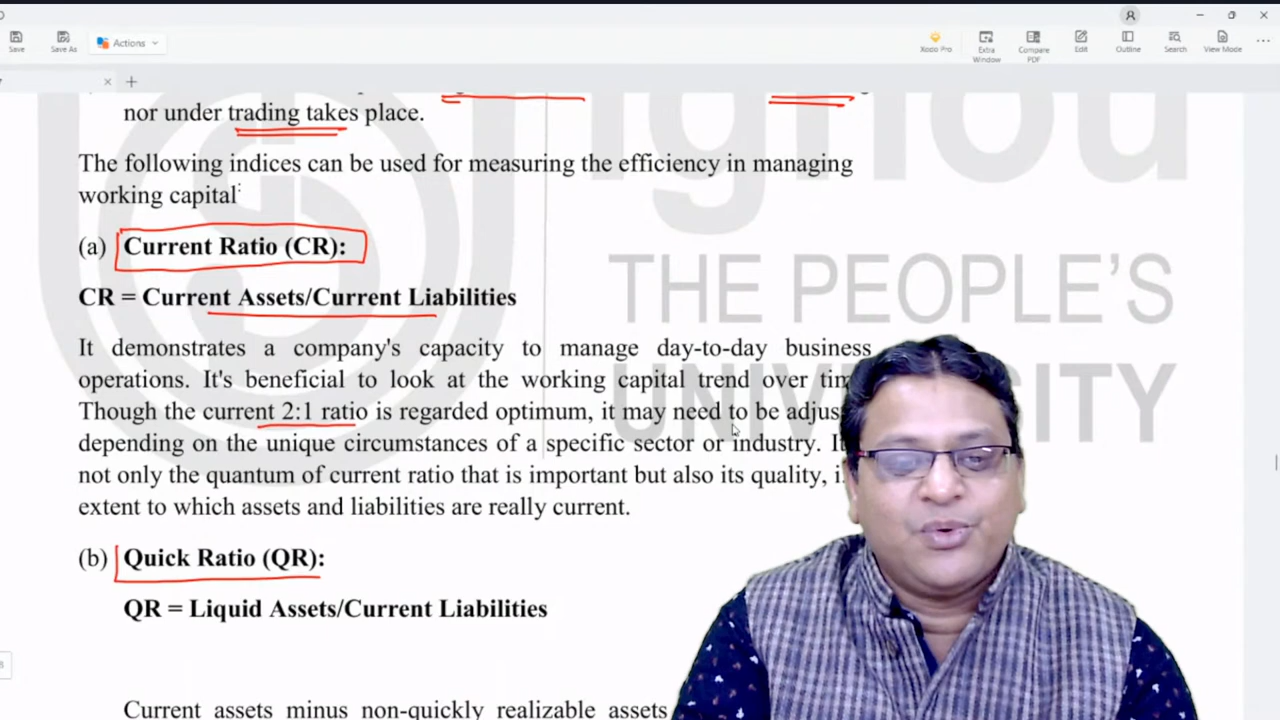 Save
Save As
Actions
Xodo Pro
Extra Window
Compare PDF
Edit
Outline
Search
View Mode
nor under trading takes place.
The following indices can be used for measuring the efficiency in managing
working capital:
(a) Current Ratio (CR):
CR = Current Assets/Current Liabilities
It demonstrates a company's capacity to manage day-to-day business
operations. It's beneficial to look at the working capital trend over
Though the current 2:1 ratio is regarded optimum, it may need to be
depending on the unique circumstances of a specific sector or industry.
not only the quantum of current ratio that is important but also its quality,
extent to which assets and liabilities are really current.
(b) Quick Ratio (QR):
QR = Liquid Assets/Current Liabilities
Current assets minus non-quickly realizable assets
ignou
THE PEOPLE'S